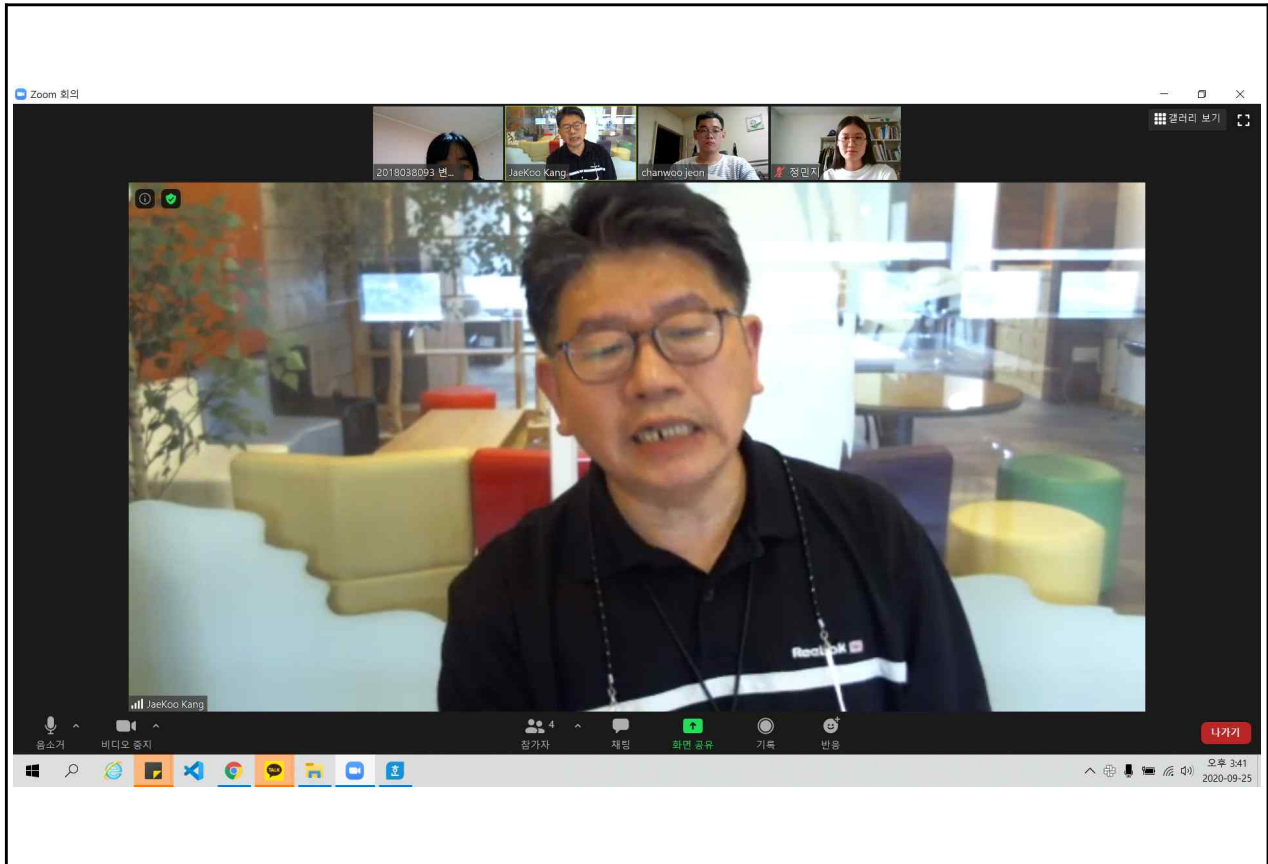 Zoom 회의
갤러리 보기
2018038093 변...
JaeKoo Kang
chanwoo jeon
정민지
Reebok
JaeKoo Kang
음소거
비디오 중지
4
참가자
채팅
화면 공유
기록
반응
나가기
TALK
오후 3:41
2020-09-25